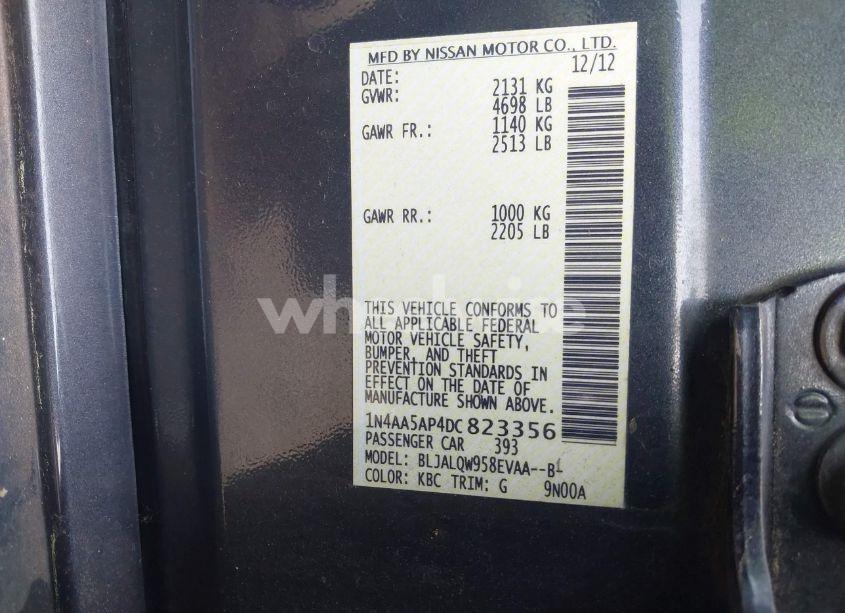 MFD BY NISSAN MOTOR CO., LTD.
DATE: 12/12
GVWR: 2131 KG
4698 LB
GAWR FR.: 1140 KG
2513 LB
GAWR RR.: 1000 KG
2205 LB
THIS VEHICLE CONFORMS TO
ALL APPLICABLE FEDERAL
MOTOR VEHICLE SAFETY,
BUMPER, AND THEFT
PREVENTION STANDARDS IN
EFFECT ON THE DATE OF
MANUFACTURE SHOWN ABOVE.
1N4AA5AP4DC823356
PASSENGER CAR 393
MODEL: BLJALQW958EVAA--B-
COLOR: KBC TRIM: G 9N00A